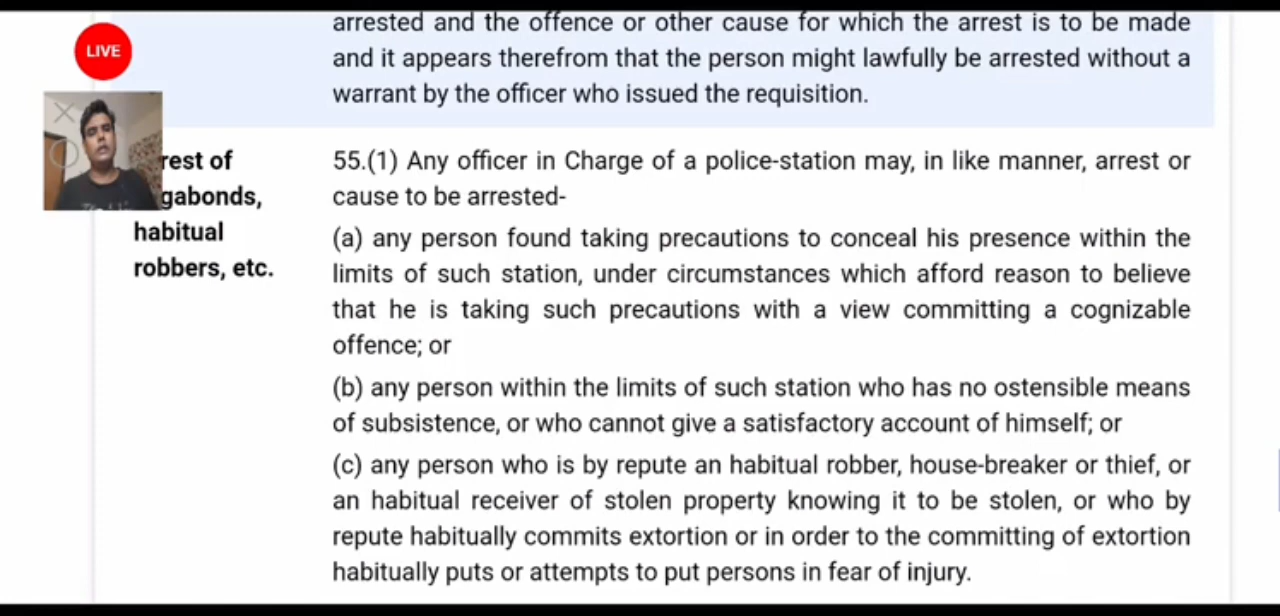 arrested and the offence or other cause for which the arrest is to be made
and it appears therefrom that the person might lawfully be arrested without a
warrant by the officer who issued the requisition.
LIVE
rest of
gabonds,
habitual
robbers, etc.
55.(1) Any officer in Charge of a police-station may, in like manner, arrest or
cause to be arrested-
(a) any person found taking precautions to conceal his presence within the
limits of such station, under circumstances which afford reason to believe
that he is taking such precautions with a view committing a cognizable
offence; or
(b) any person within the limits of such station who has no ostensible means
of subsistence, or who cannot give a satisfactory account of himself; or
(c) any person who is by repute an habitual robber, house-breaker or thief, or
an habitual receiver of stolen property knowing it to be stolen, or who by
repute habitually commits extortion or in order to the committing of extortion
habitually puts or attempts to put persons in fear of injury.